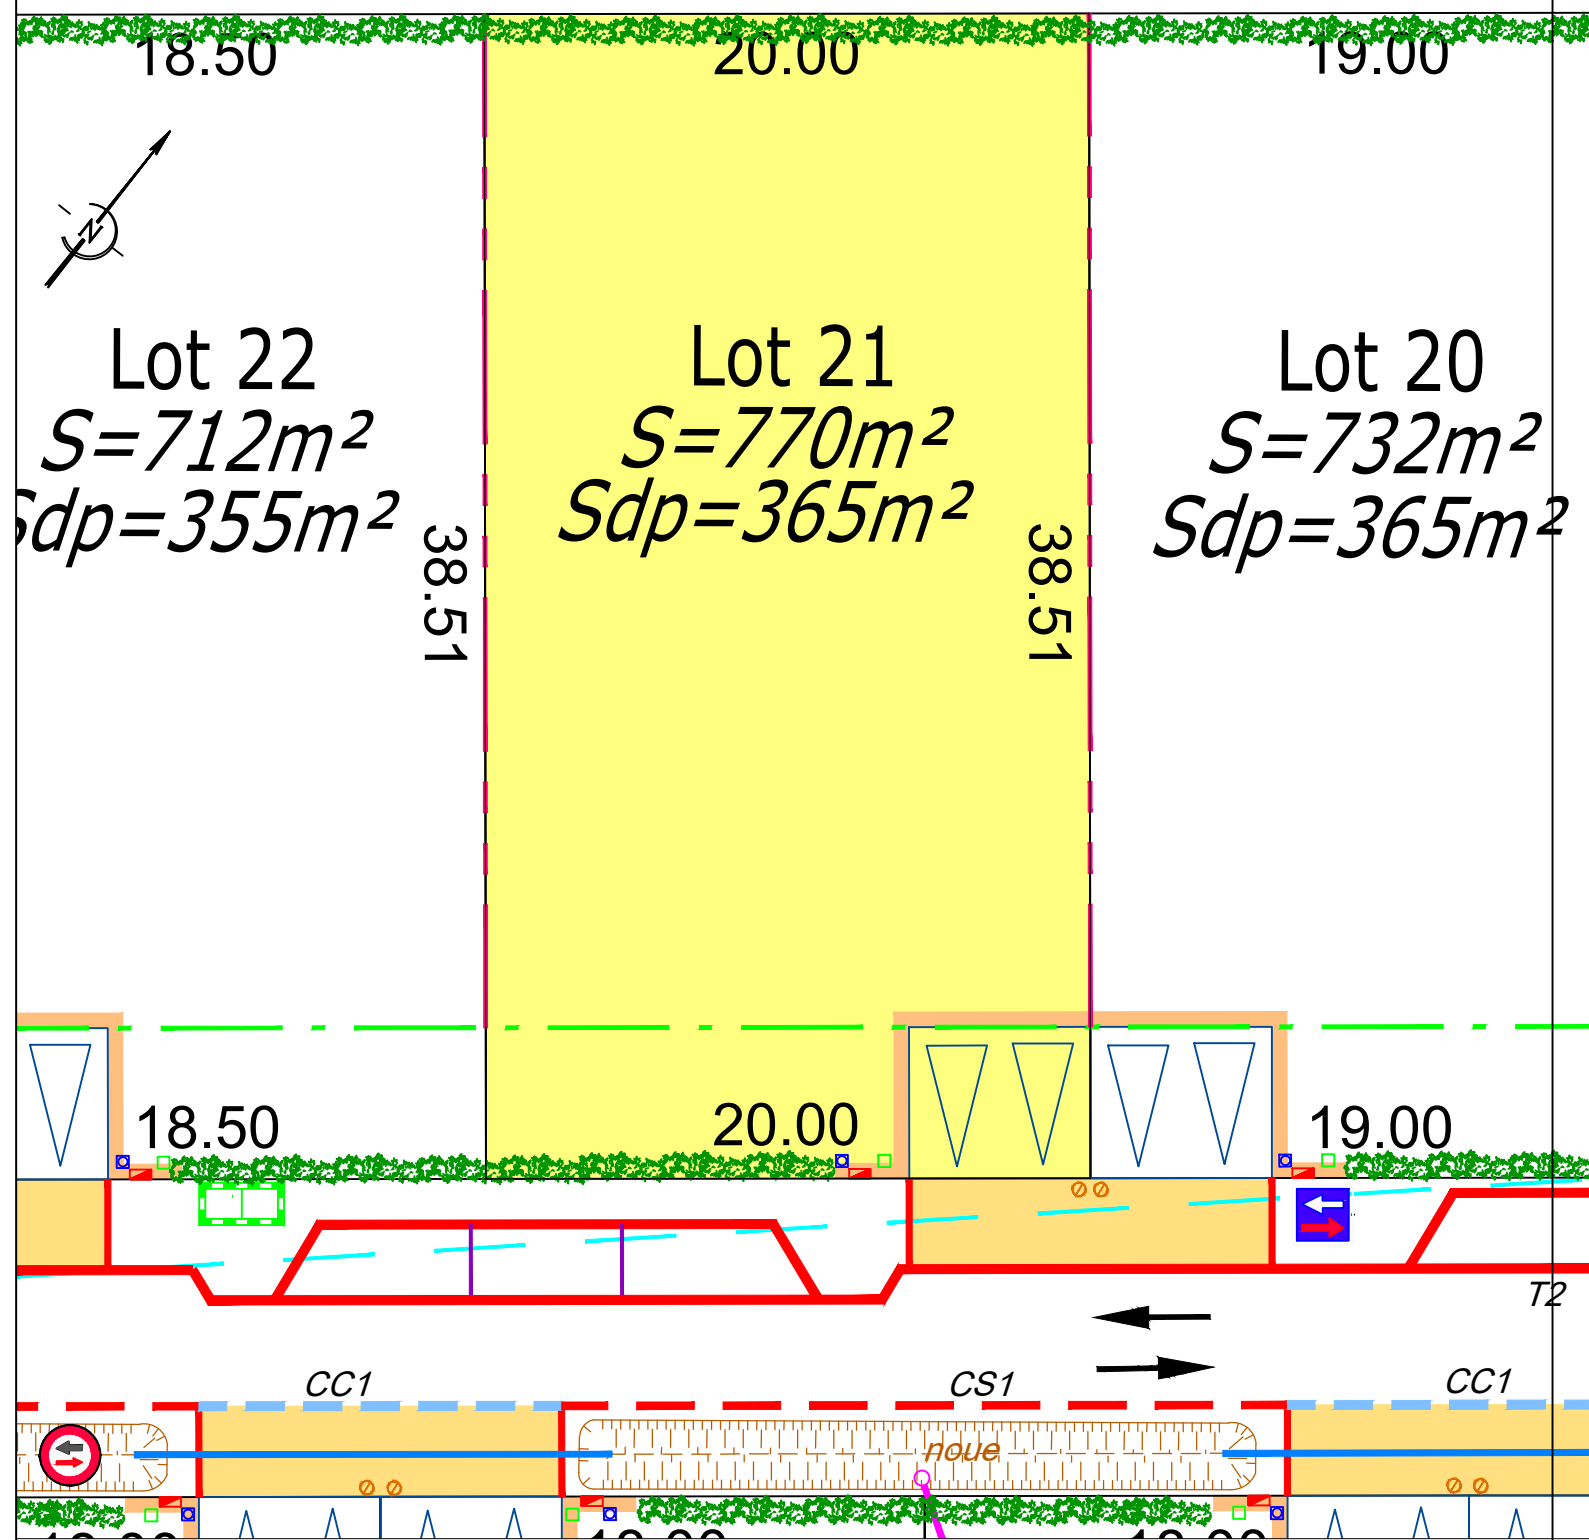 18.50
20.00
19.00
N
Lot 22
S=712m²
Sdp=355m²
Lot 21
S=770m²
Sdp=365m²
Lot 20
S=732m²
Sdp=365m²
38.51
38.51
18.50
20.00
19.00
T2
CC1
CS1
CC1
noue